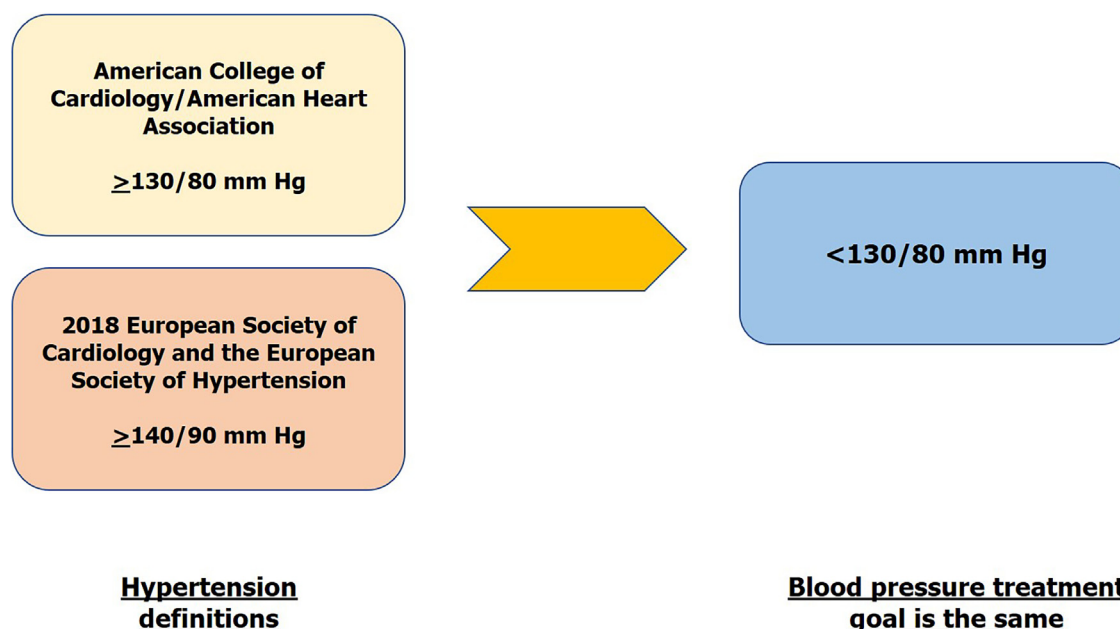 American College of
Cardiology/American Heart
Association
≥130/80 mm Hg
2018 European Society of
Cardiology and the European
Society of Hypertension
≥140/90 mm Hg
<130/80 mm Hg
Hypertension
definitions
Blood pressure treatment
goal is the same